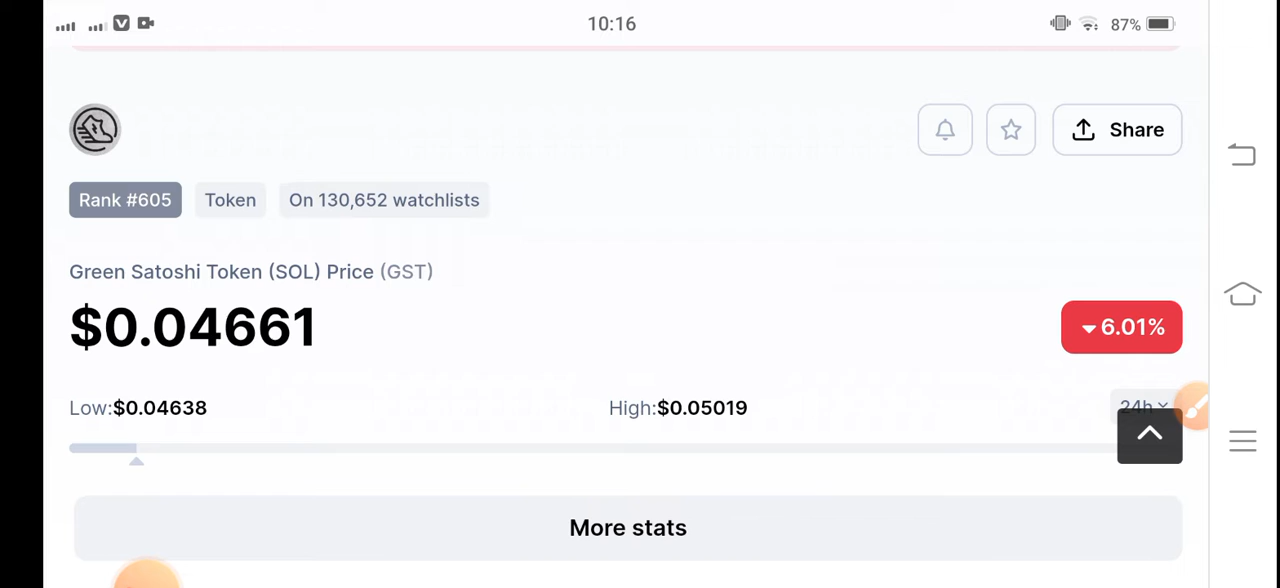 10:16
87%
Share
Rank #605 Token On 130,652 watchlists
Green Satoshi Token (SOL) Price (GST)
$0.04661
6.01%
Low:$0.04638 High:$0.05019 24h
More stats